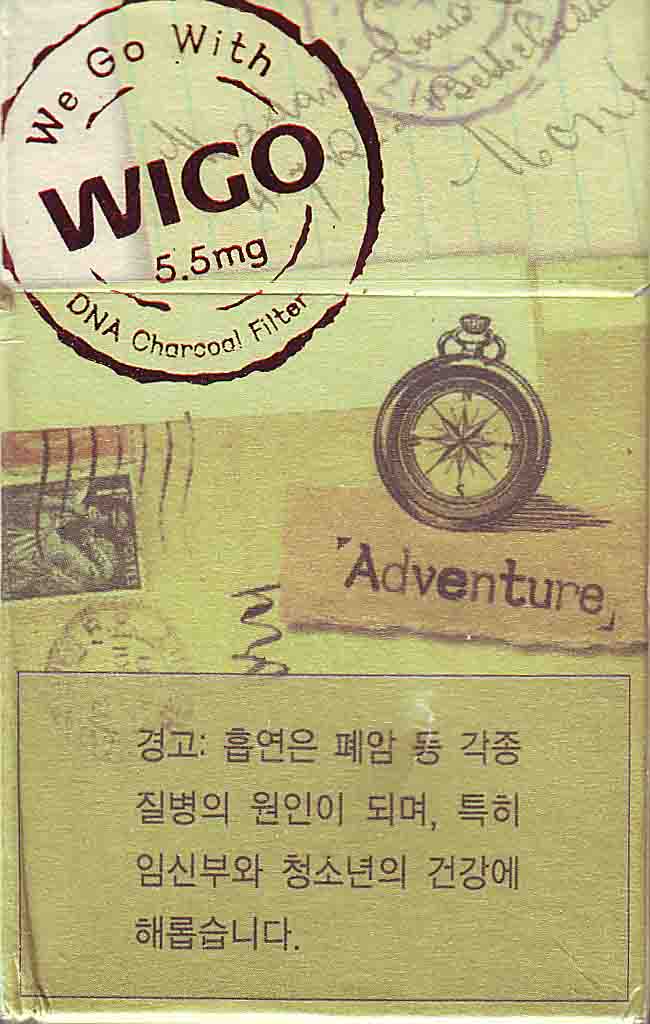 We Go With
WIGO
5.5mg
DNA Charcoal Filter
「Adventure」
경고: 흡연은 폐암 등 각종
질병의 원인이 되며, 특히
임신부와 청소년의 건강에
해롭습니다.